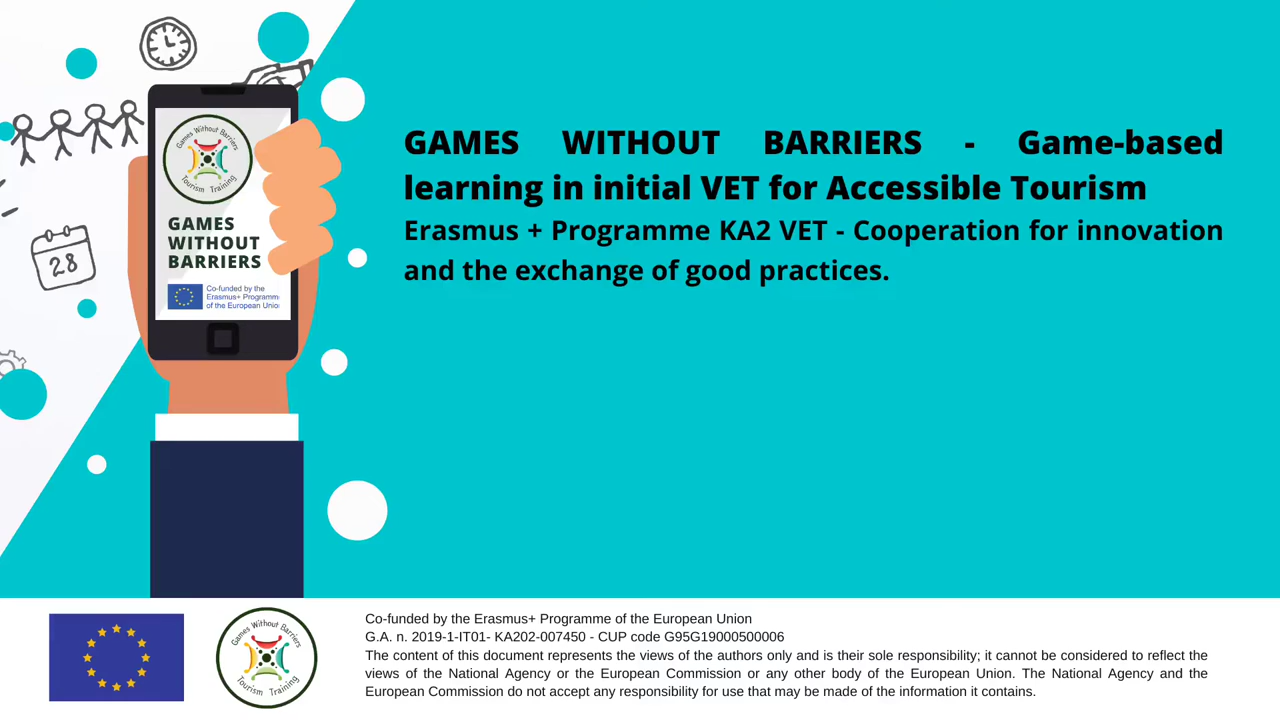 GAMES WITHOUT BARRIERS - Game-based
learning in initial VET for Accessible Tourism
Erasmus + Programme KA2 VET - Cooperation for innovation
and the exchange of good practices.
28
Games Without Barriers
Tourism Training
GAMES
WITHOUT
BARRIERS
Co-funded by the
Erasmus+ Programm
of the European Union
Games Without Barriers
Tourism Training
Co-funded by the Erasmus+ Programme of the European Union
G.A. n. 2019-1-IT01- KA202-007450 - CUP code G95G19000500006
The content of this document represents the views of the authors only and is their sole responsibility; it cannot be considered to reflect the
views of the National Agency or the European Commission or any other body of the European Union. The National Agency and the
European Commission do not accept any responsibility for use that may be made of the information it contains.